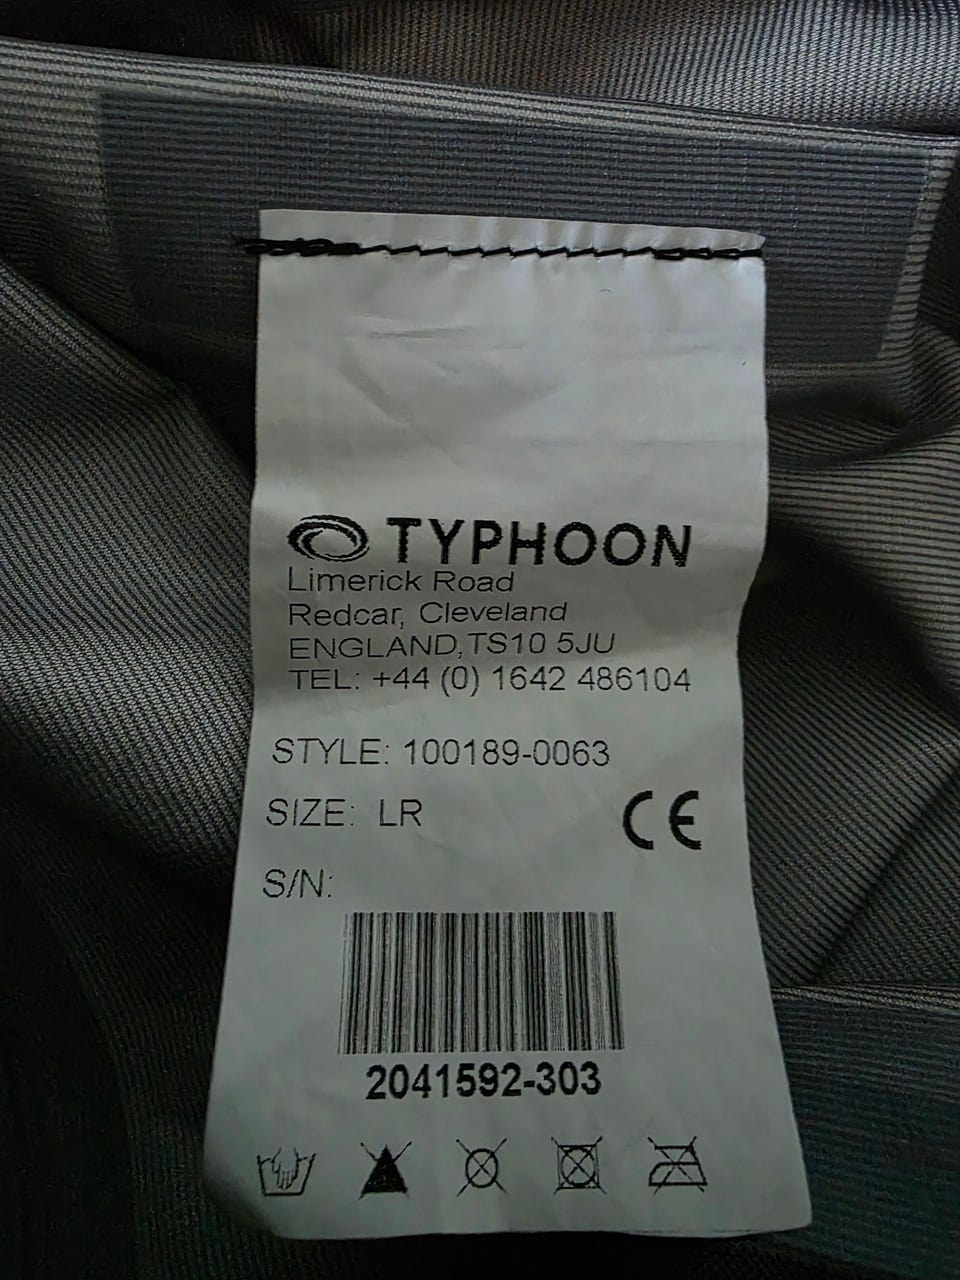 TYPHOON
Limerick Road
Redcar, Cleveland
ENGLAND,TS10 5JU
TEL: +44 (0) 1642 486104
STYLE: 100189-0063
SIZE: LR
CE
S/N:
2041592-303